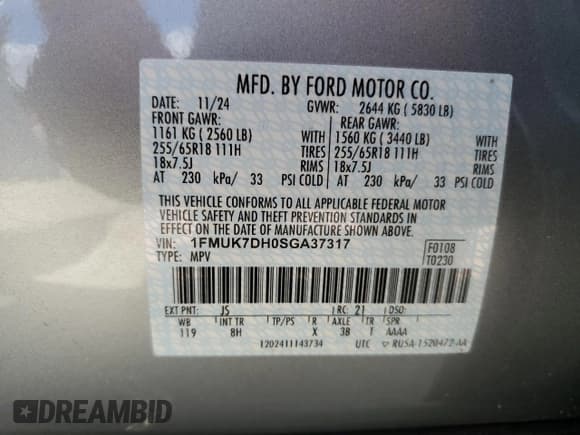 MFD. BY FORD MOTOR CO.
DATE: 11/24 GVWR: 2644 KG ( 5830 LB)
FRONT GAWR: REAR GAWR:
1161 KG ( 2560 LB) WITH 1560 KG ( 3440 LB) WITH
255/65R18 111H TIRES 255/65R18 111H TIRES
18x7.5J RIMS 18x7.5J RIMS
AT 230 kPa/ 33 PSI COLD AT 230 kPa/ 33 PSI COLD
THIS VEHICLE CONFORMS TO ALL APPLICABLE FEDERAL MOTOR
VEHICLE SAFETY AND THEFT PREVENTION STANDARDS IN
EFFECT ON THE DATE OF MANUFACTURE SHOWN ABOVE.
VIN: 1FMUK7DH0SGA37317 F0108
TYPE: MPV T0230
EXT PNT: JS RC: 21 DSO:
WB INT TR TP/PS R AXLE TR SPR
119 8H X 38 T AAAA
1202411143734 UTC ▽ RU5A-1520472-AA
DREAMBID